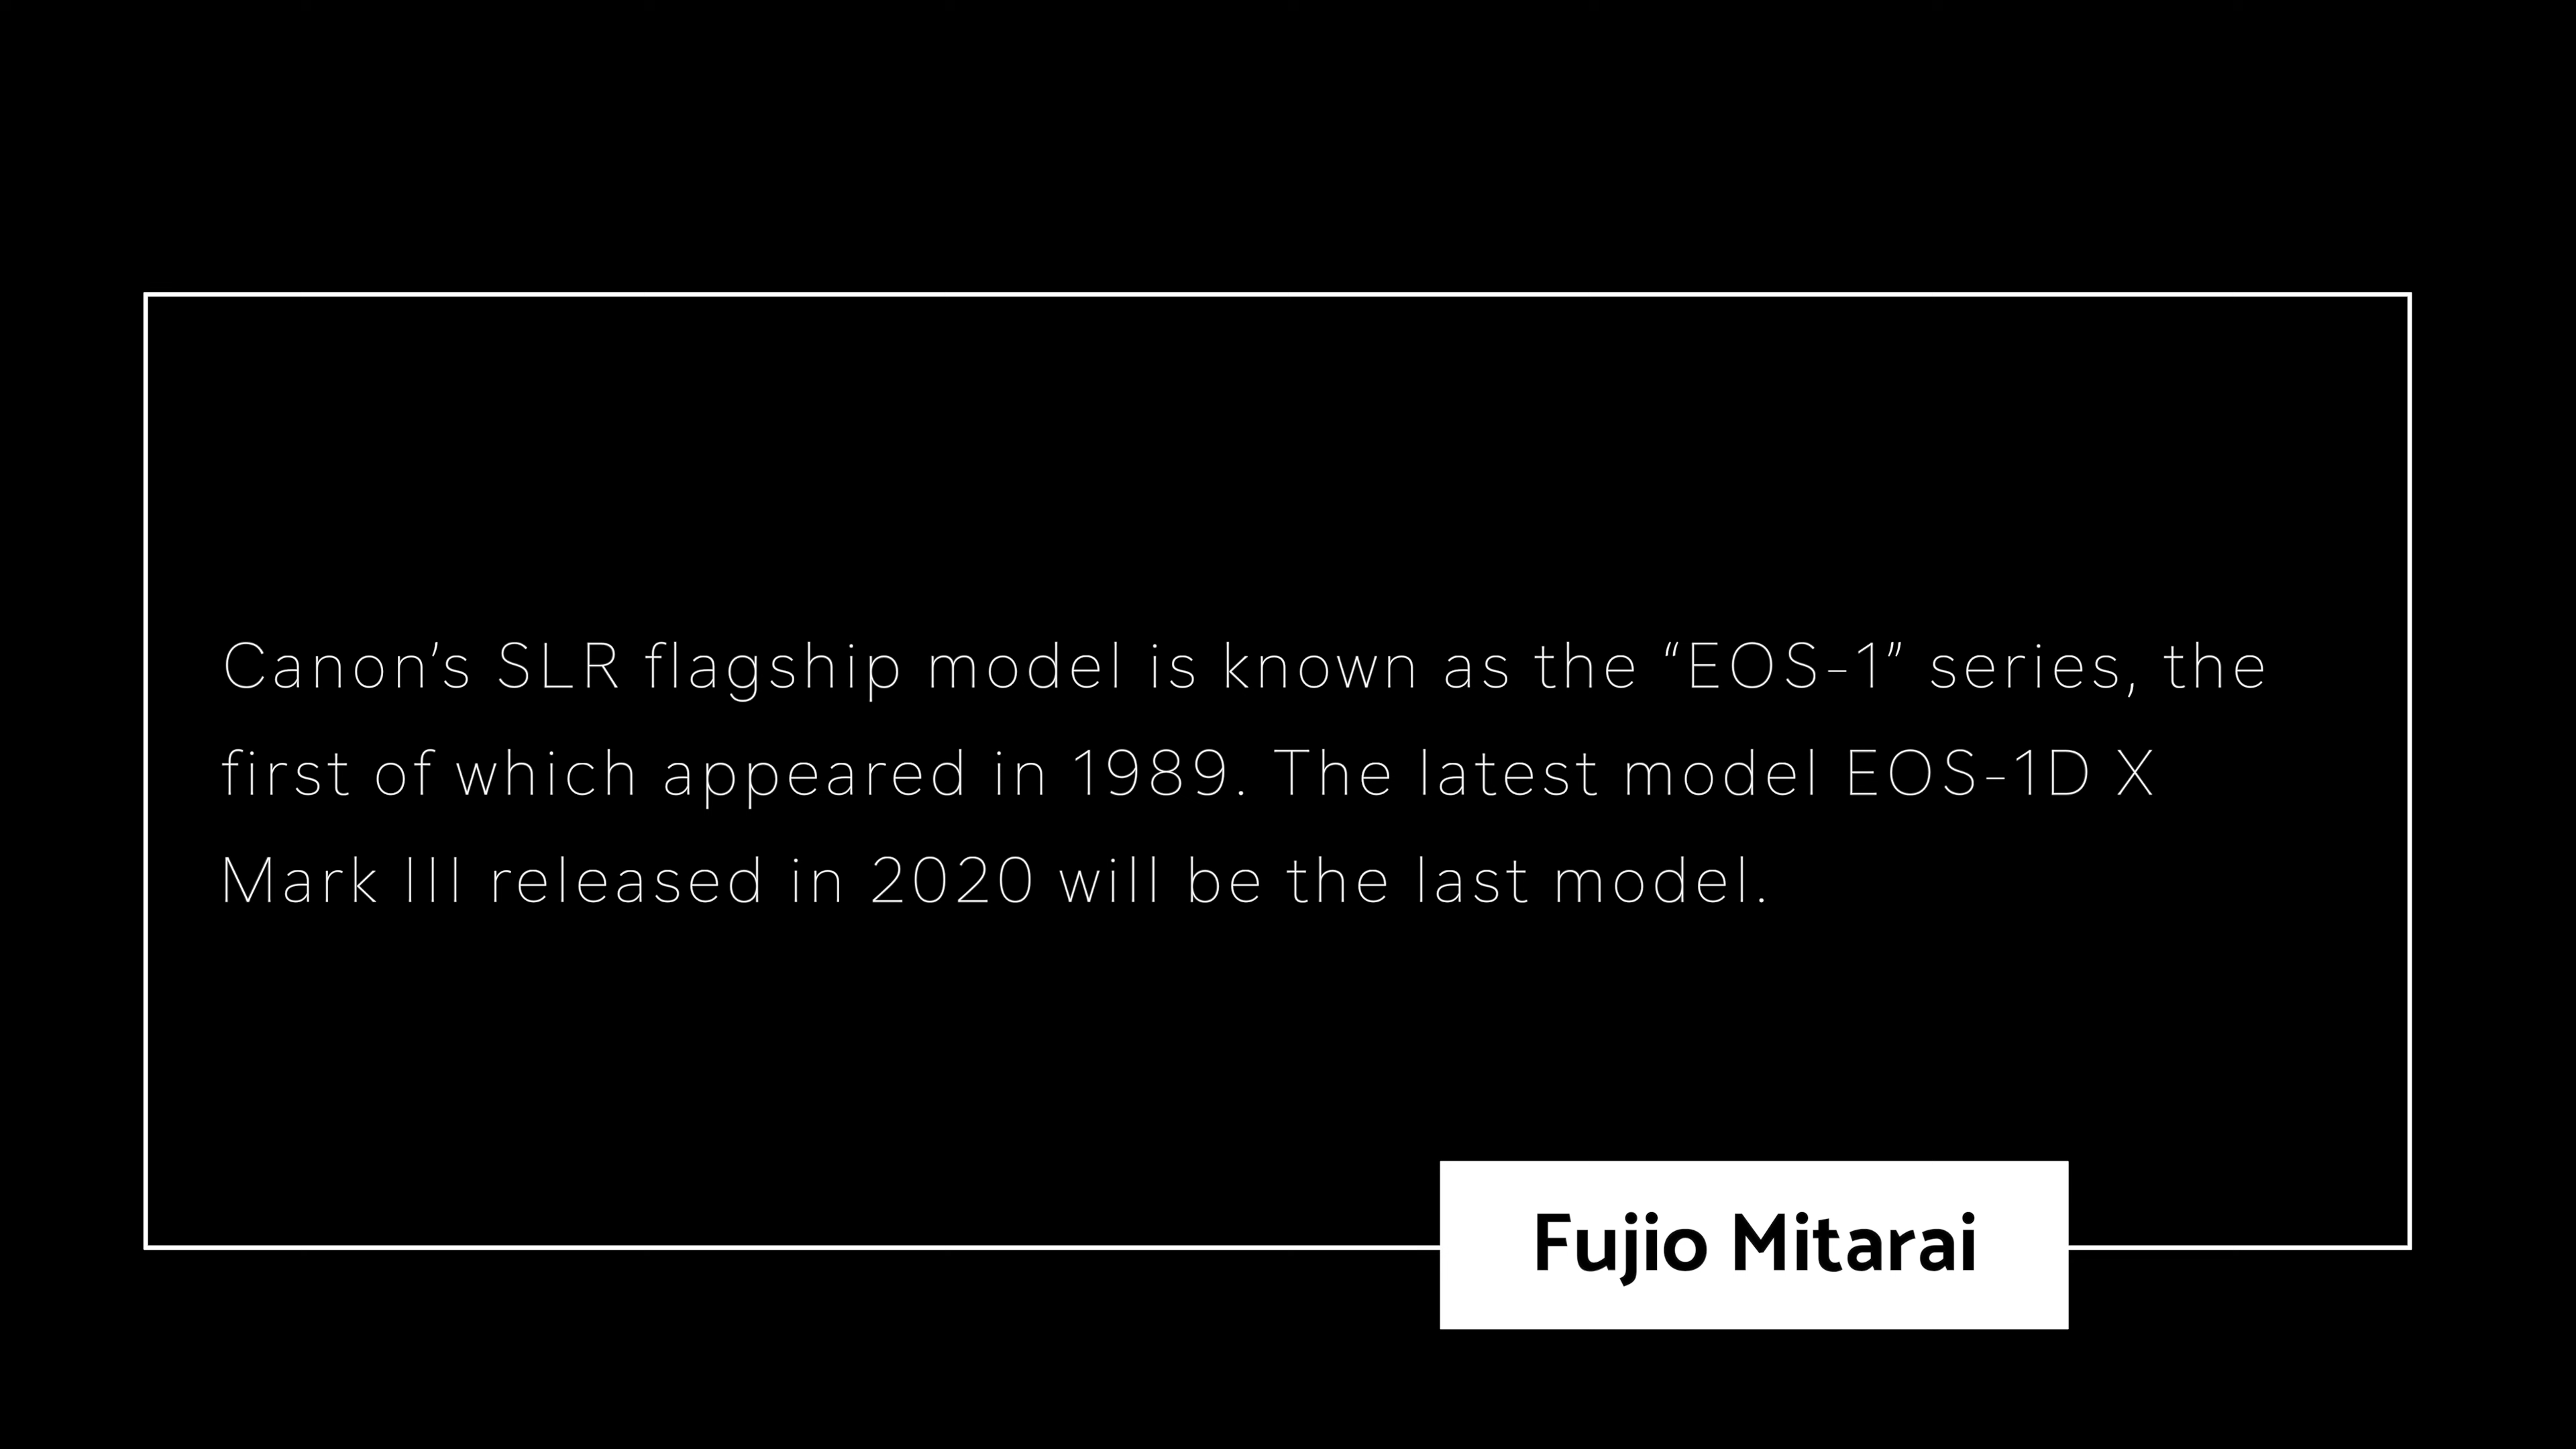 Canon’s SLR flagship model is known as the “EOS-1” series, the
first of which appeared in 1989. The latest model EOS-1D X
Mark III released in 2020 will be the last model.
Fujio Mitarai